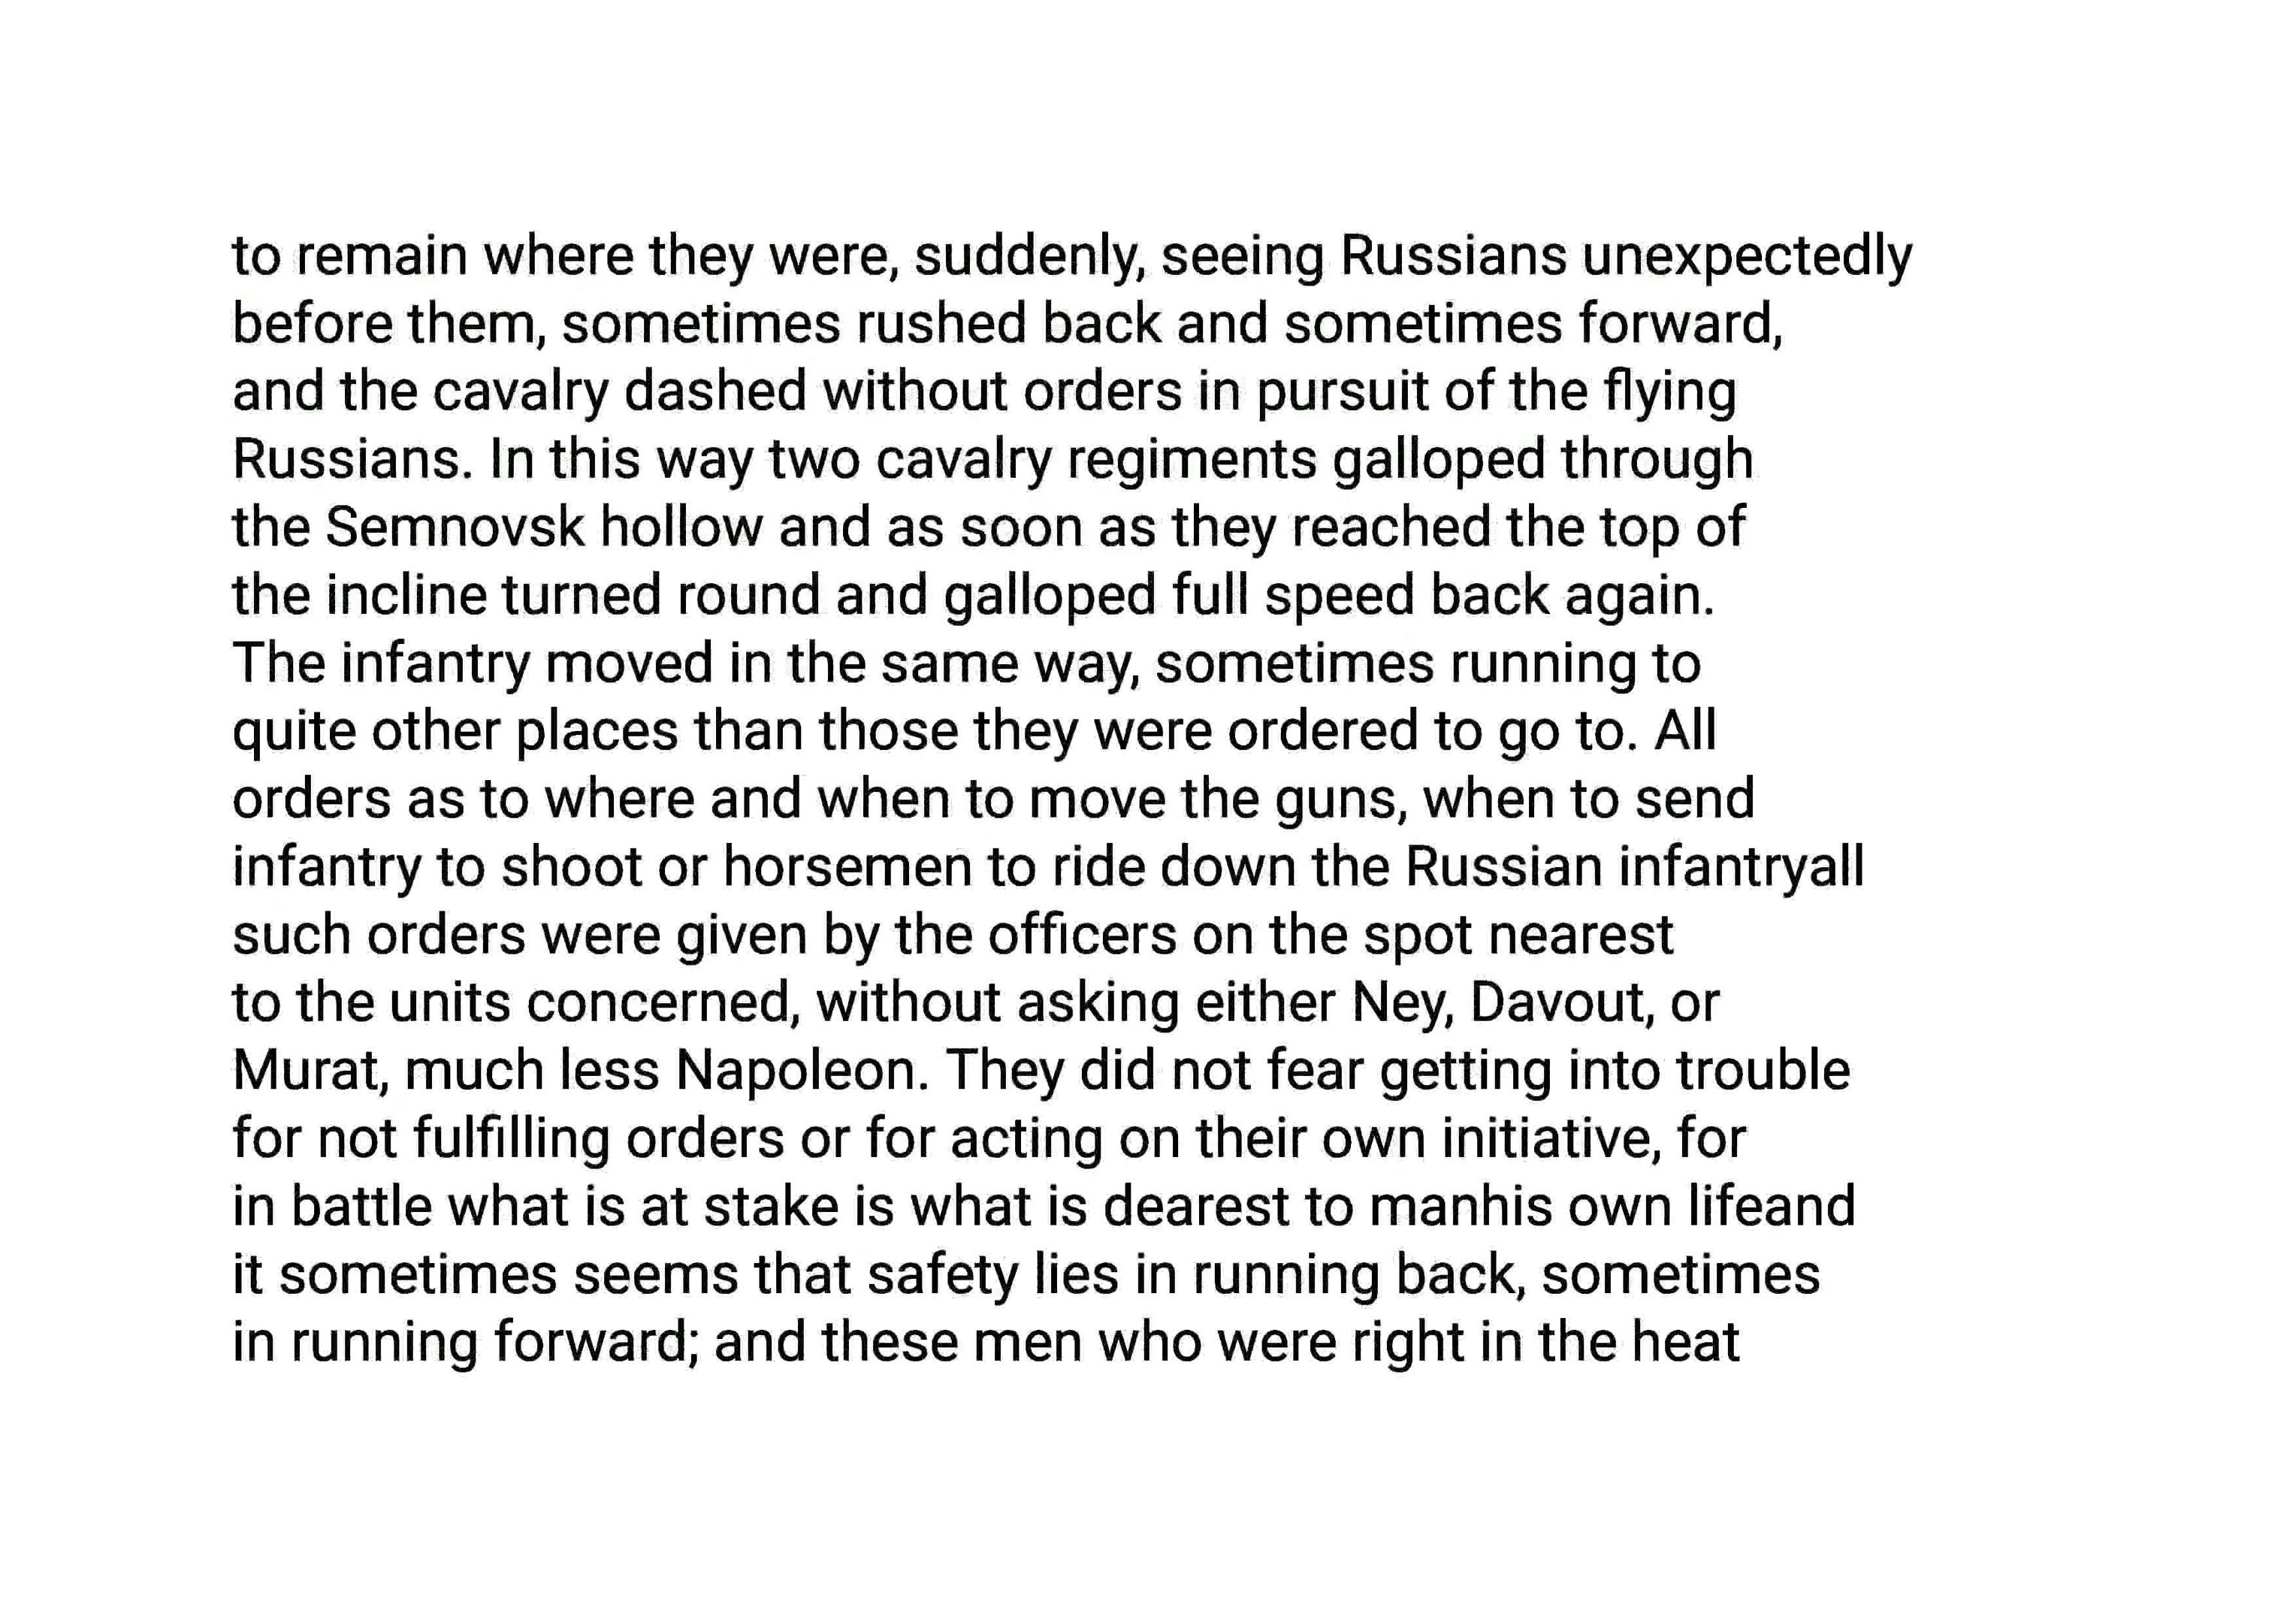 to remain where they were, suddenly, seeing Russians unexpectedly
before them, sometimes rushed back and sometimes forward,
and the cavalry dashed without orders in pursuit of the flying
Russians. In this way two cavalry regiments galloped through
the Semnovsk hollow and as soon as they reached the top of
the incline turned round and galloped full speed back again.
The infantry moved in the same way, sometimes running to
quite other places than those they were ordered to go to. All
orders as to where and when to move the guns, when to send
infantry to shoot or horsemen to ride down the Russian infantryall
such orders were given by the officers on the spot nearest
to the units concerned, without asking either Ney, Davout, or
Murat, much less Napoleon. They did not fear getting into trouble
for not fulfilling orders or for acting on their own initiative, for
in battle what is at stake is what is dearest to manhis own lifeand
it sometimes seems that safety lies in running back, sometimes
in running forward; and these men who were right in the heat